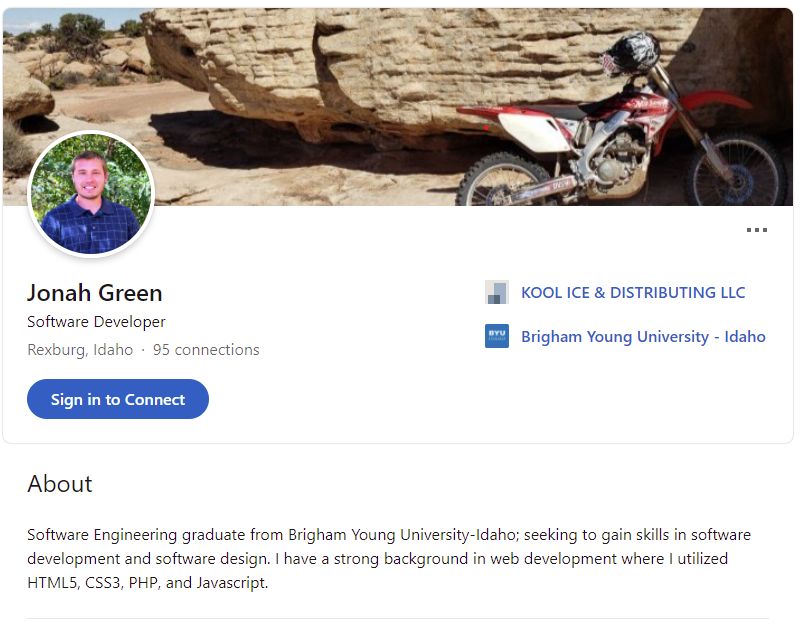 Jonah Green
Software Developer
Rexburg, Idaho · 95 connections
Sign in to Connect
KOOL ICE & DISTRIBUTING LLC
BYU
Brigham Young University - Idaho
About
Software Engineering graduate from Brigham Young University-Idaho; seeking to gain skills in software
development and software design. I have a strong background in web development where I utilized
HTML5, CSS3, PHP, and Javascript.